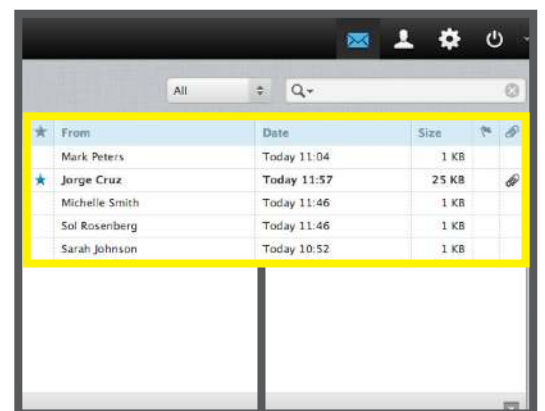 All
From Date Size
Mark Peters Today 11:04 1 KB
Jorge Cruz Today 11:57 25 KB
Michelle Smith Today 11:46 1 KB
Sol Rosenberg Today 11:46 1 KB
Sarah Johnson Today 10:52 1 KB